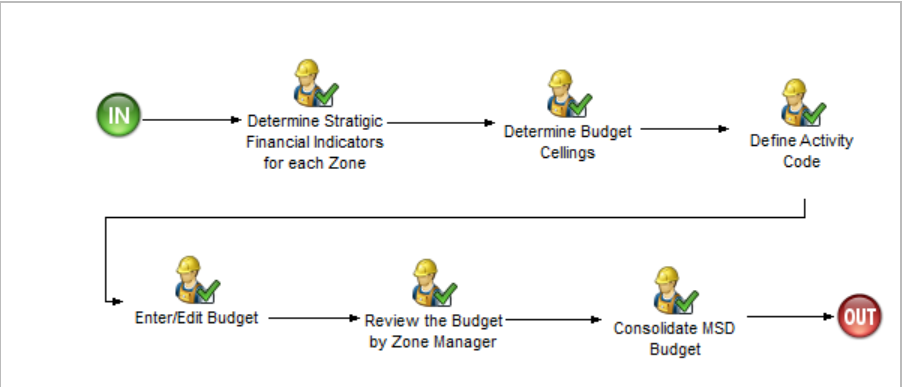 IN
Determine Stratigic
Financial Indicators
for each Zone
Determine Budget
Cellings
Define Activity
Code
Enter/Edit Budget
Review the Budget
by Zone Manager
Consolidate MSD
Budget
OUT